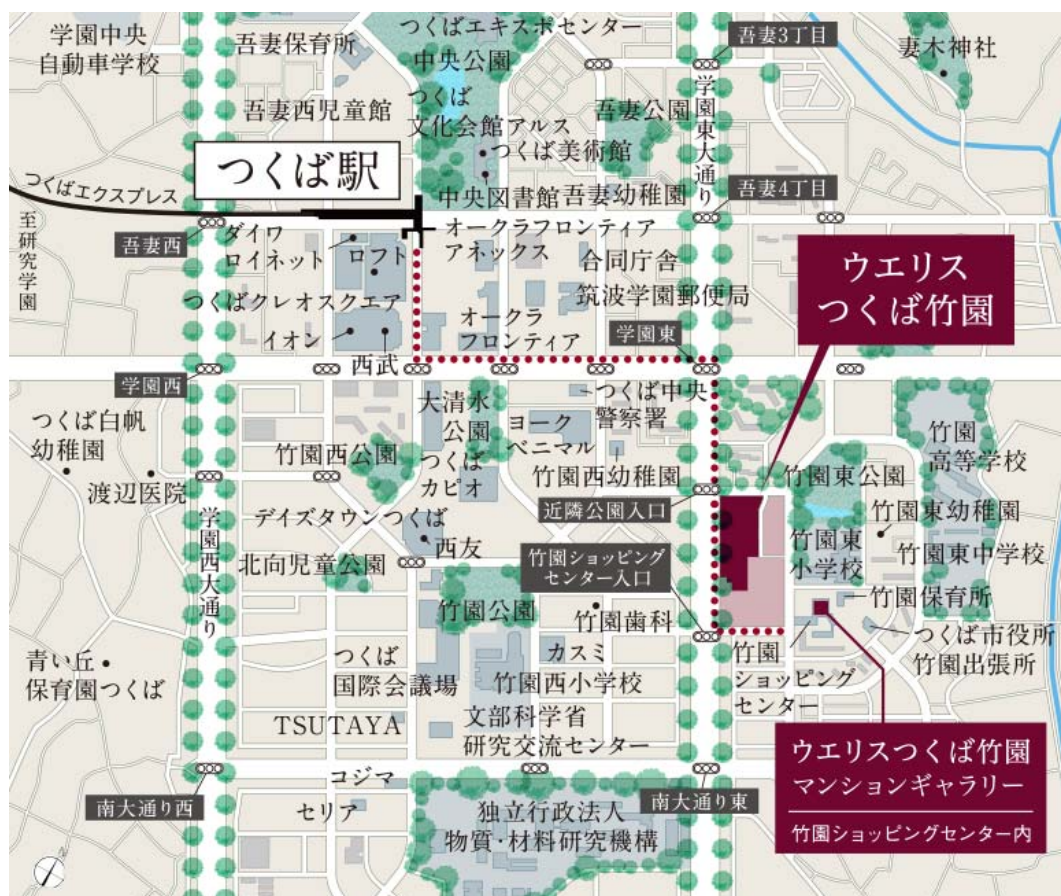 学園中央
自動車学校
吾妻保育所
つくばエキスポセンター
中央公園
吾妻3丁目
妻木神社
吾妻西児童館
つくば
文化会館アルス
吾妻公園
学園東大通り
つくば美術館
つくば駅
中央図書館
吾妻幼稚園
吾妻4丁目
つくばエクスプレス
至研究学園
吾妻西
ダイワ
ロイネット
ロフト
オークラフロンティア
アネックス
合同庁舎
ウエリス
つくば竹園
つくばクレオスクエア
筑波学園郵便局
イオン
西武
オークラ
フロンティア
学園東
学園西
つくば白帆
幼稚園
大清水
公園
ヨーク
ベニマル
つくば中央
警察署
竹園
高等学校
渡辺医院
竹園西公園
つくば
カピオ
竹園西幼稚園
竹園東公園
近隣公園入口
竹園東幼稚園
学園西大通り
デイズタウンつくば
西友
竹園ショッピング
センター入口
竹園東
小学校
竹園東中学校
北向児童公園
竹園公園
竹園歯科
竹園保育所
つくば市役所
竹園出張所
青い丘
保育園つくば
つくば
国際会議場
カスミ
竹園西小学校
竹園
ショッピング
センター
TSUTAYA
文部科学省
研究交流センター
ウエリスつくば竹園
マンションギャラリー
竹園ショッピングセンター内
南大通り西
コジマ
セリア
独立行政法人
物質・材料研究機構
南大通り東
N